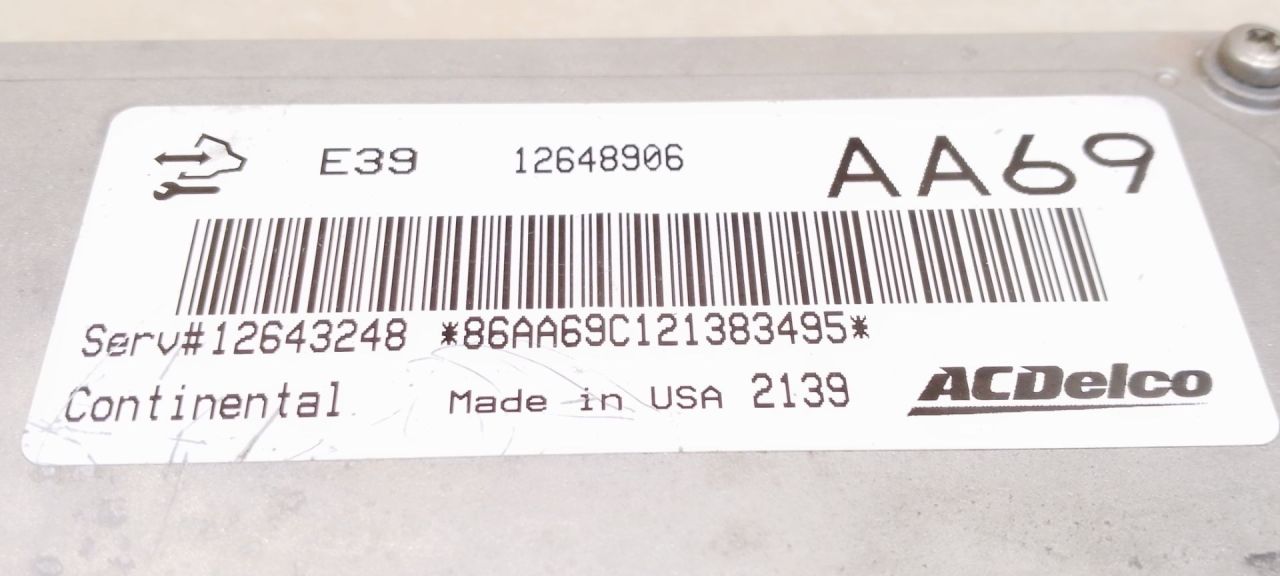 E39 12648906 AA69
Serv#12643248 *86AA69C121383495*
Continental Made in USA 2139 ACDelco